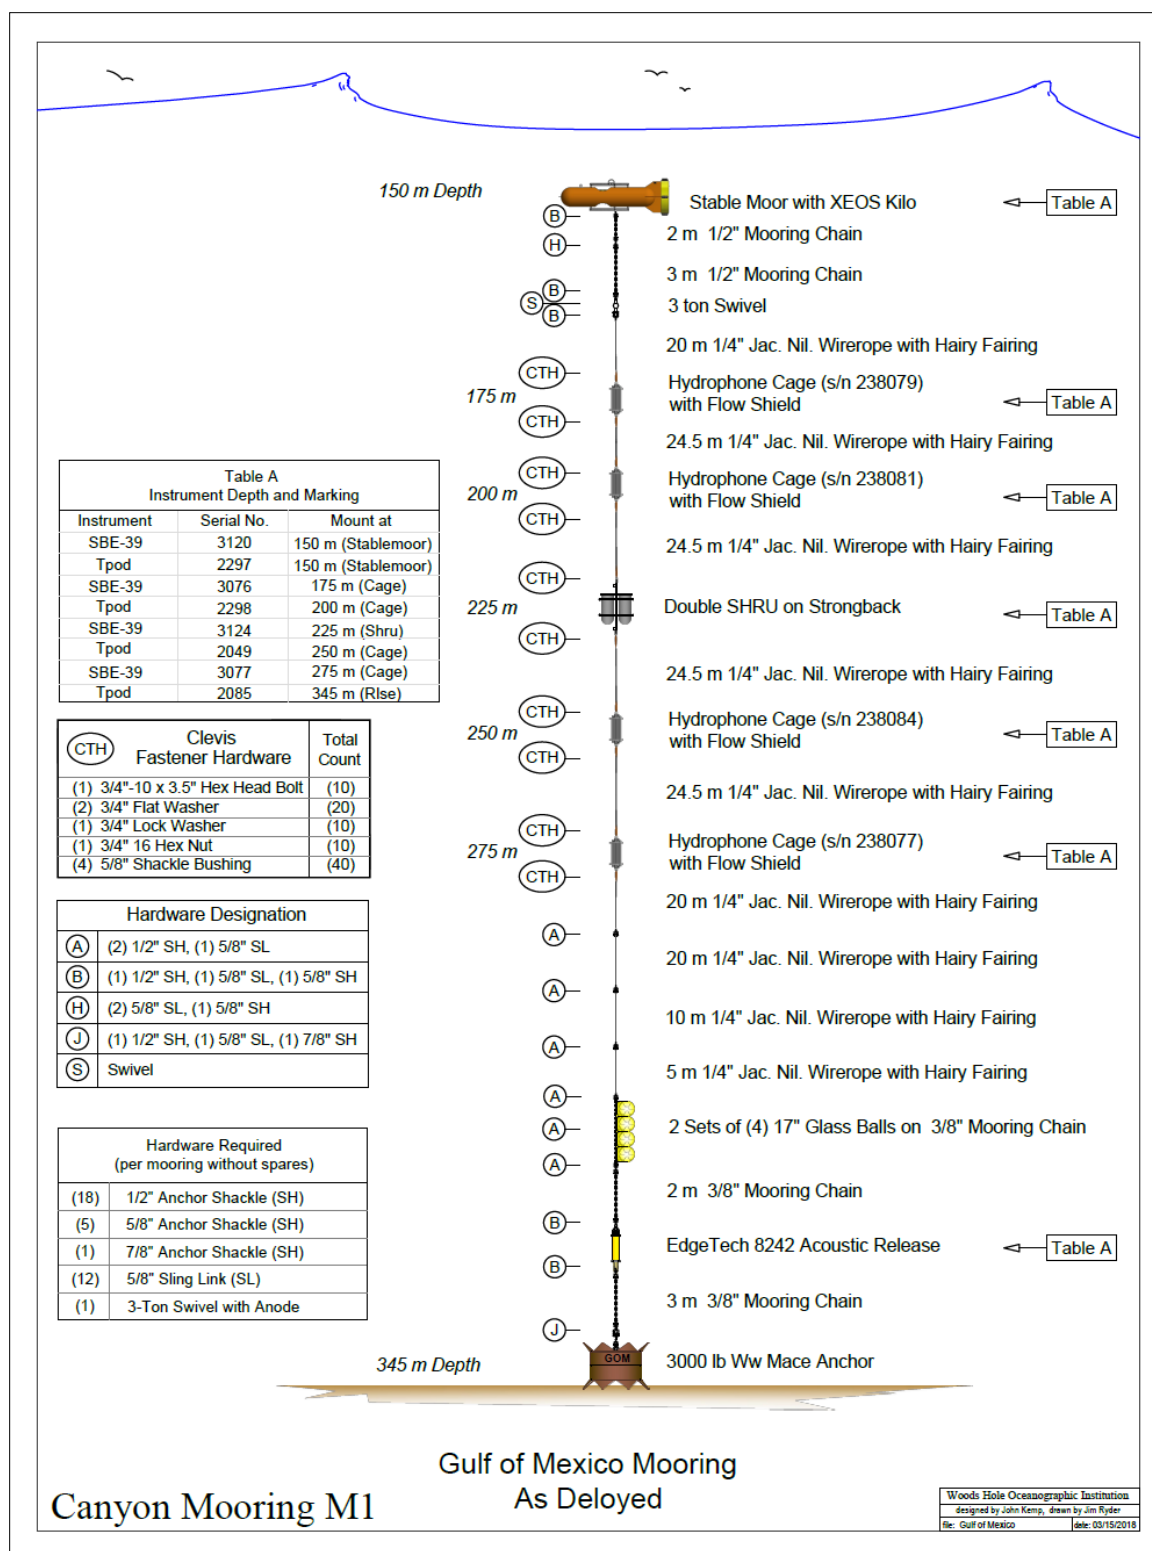 150 m Depth
B
Stable Moor with XEOS Kilo
Table A
2 m 1/2" Mooring Chain
H
3 m 1/2" Mooring Chain
B
S
3 ton Swivel
B
20 m 1/4" Jac. Nil. Wirerope with Hairy Fairing
CTH
175 m
Hydrophone Cage (s/n 238079)
with Flow Shield
Table A
CTH
24.5 m 1/4" Jac. Nil. Wirerope with Hairy Fairing
CTH
200 m
Hydrophone Cage (s/n 238081)
with Flow Shield
Table A
CTH
24.5 m 1/4" Jac. Nil. Wirerope with Hairy Fairing
CTH
225 m
Double SHRU on Strongback
Table A
CTH
24.5 m 1/4" Jac. Nil. Wirerope with Hairy Fairing
CTH
250 m
Hydrophone Cage (s/n 238084)
with Flow Shield
Table A
CTH
24.5 m 1/4" Jac. Nil. Wirerope with Hairy Fairing
CTH
275 m
Hydrophone Cage (s/n 238077)
with Flow Shield
Table A
CTH
20 m 1/4" Jac. Nil. Wirerope with Hairy Fairing
A
20 m 1/4" Jac. Nil. Wirerope with Hairy Fairing
A
10 m 1/4" Jac. Nil. Wirerope with Hairy Fairing
A
5 m 1/4" Jac. Nil. Wirerope with Hairy Fairing
A
A
2 Sets of (4) 17" Glass Balls on 3/8" Mooring Chain
A
2 m 3/8" Mooring Chain
B
EdgeTech 8242 Acoustic Release
Table A
B
3 m 3/8" Mooring Chain
J
GOM
345 m Depth
3000 lb Ww Mace Anchor
Table A
Instrument Depth and Marking
Instrument Serial No. Mount at
SBE-39 3120 150 m (Stablemoor)
Tpod 2297 150 m (Stablemoor)
SBE-39 3076 175 m (Cage)
Tpod 2298 200 m (Cage)
SBE-39 3124 225 m (Shru)
Tpod 2049 250 m (Cage)
SBE-39 3077 275 m (Cage)
Tpod 2085 345 m (RIse)
CTH Clevis Fastener Hardware Total Count
(1) 3/4"-10 x 3.5" Hex Head Bolt (10)
(2) 3/4" Flat Washer (20)
(1) 3/4" Lock Washer (10)
(1) 3/4" 16 Hex Nut (10)
(4) 5/8" Shackle Bushing (40)
Hardware Designation
A (2) 1/2" SH, (1) 5/8" SL
B (1) 1/2" SH, (1) 5/8" SL, (1) 5/8" SH
H (2) 5/8" SL, (1) 5/8" SH
J (1) 1/2" SH, (1) 5/8" SL, (1) 7/8" SH
S Swivel
Hardware Required
(per mooring without spares)
(18) 1/2" Anchor Shackle (SH)
(5) 5/8" Anchor Shackle (SH)
(1) 7/8" Anchor Shackle (SH)
(12) 5/8" Sling Link (SL)
(1) 3-Ton Swivel with Anode
Gulf of Mexico Mooring
As Deloyed
Canyon Mooring M1
Woods Hole Oceanographic Institution
designed by John Kemp, drawn by Jim Ryder
file: Gulf of Mexico date: 03/15/2018